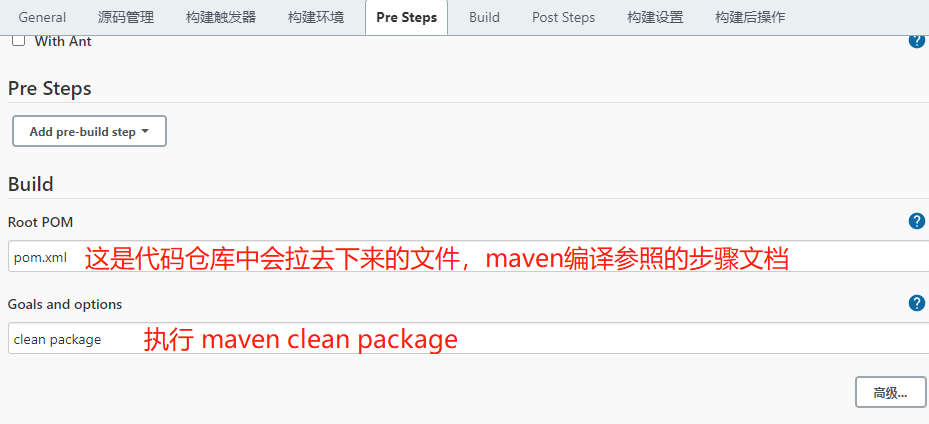 General 源码管理 构建触发器 构建环境 Pre Steps Build Post Steps 构建设置 构建后操作
With Ant ?
Pre Steps
Add pre-build step
Build
Root POM ?
pom.xml 这是代码仓库中会拉去下来的文件，maven编译参照的步骤文档
Goals and options ?
clean package 执行 maven clean package
高级...